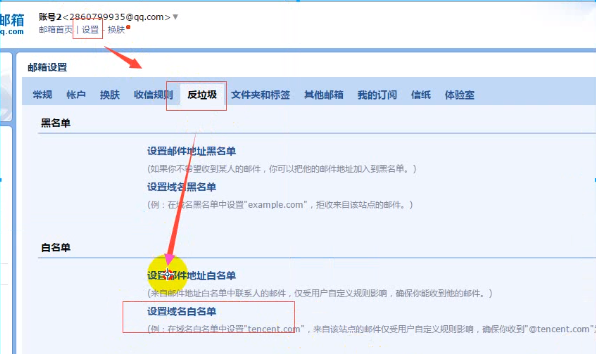 邮箱 账号2<2860799935@qq.com>
qq.com 邮箱首页 | 设置 - 换肤
邮箱设置
常规 帐户 换肤 收信规则 反垃圾 文件夹和标签 其他邮箱 我的订阅 信纸 体验室
黑名单
设置邮件地址黑名单
(如果你不希望收到某人的邮件，你可以把他的邮件地址加入到黑名单。)
设置域名黑名单
(例：在域名黑名单中设置"example.com"，拒收来自该站点的邮件。)
白名单
设置邮件地址白名单
(来自邮件地址白名单中联系人的邮件，仅受用户自定义规则影响，确保你能收到他的邮件。)
设置域名白名单
(例：在域名白名单中设置"tencent.com"，来自该站点的邮件仅受用户自定义规则影响，确保你收到"@tencent.com"